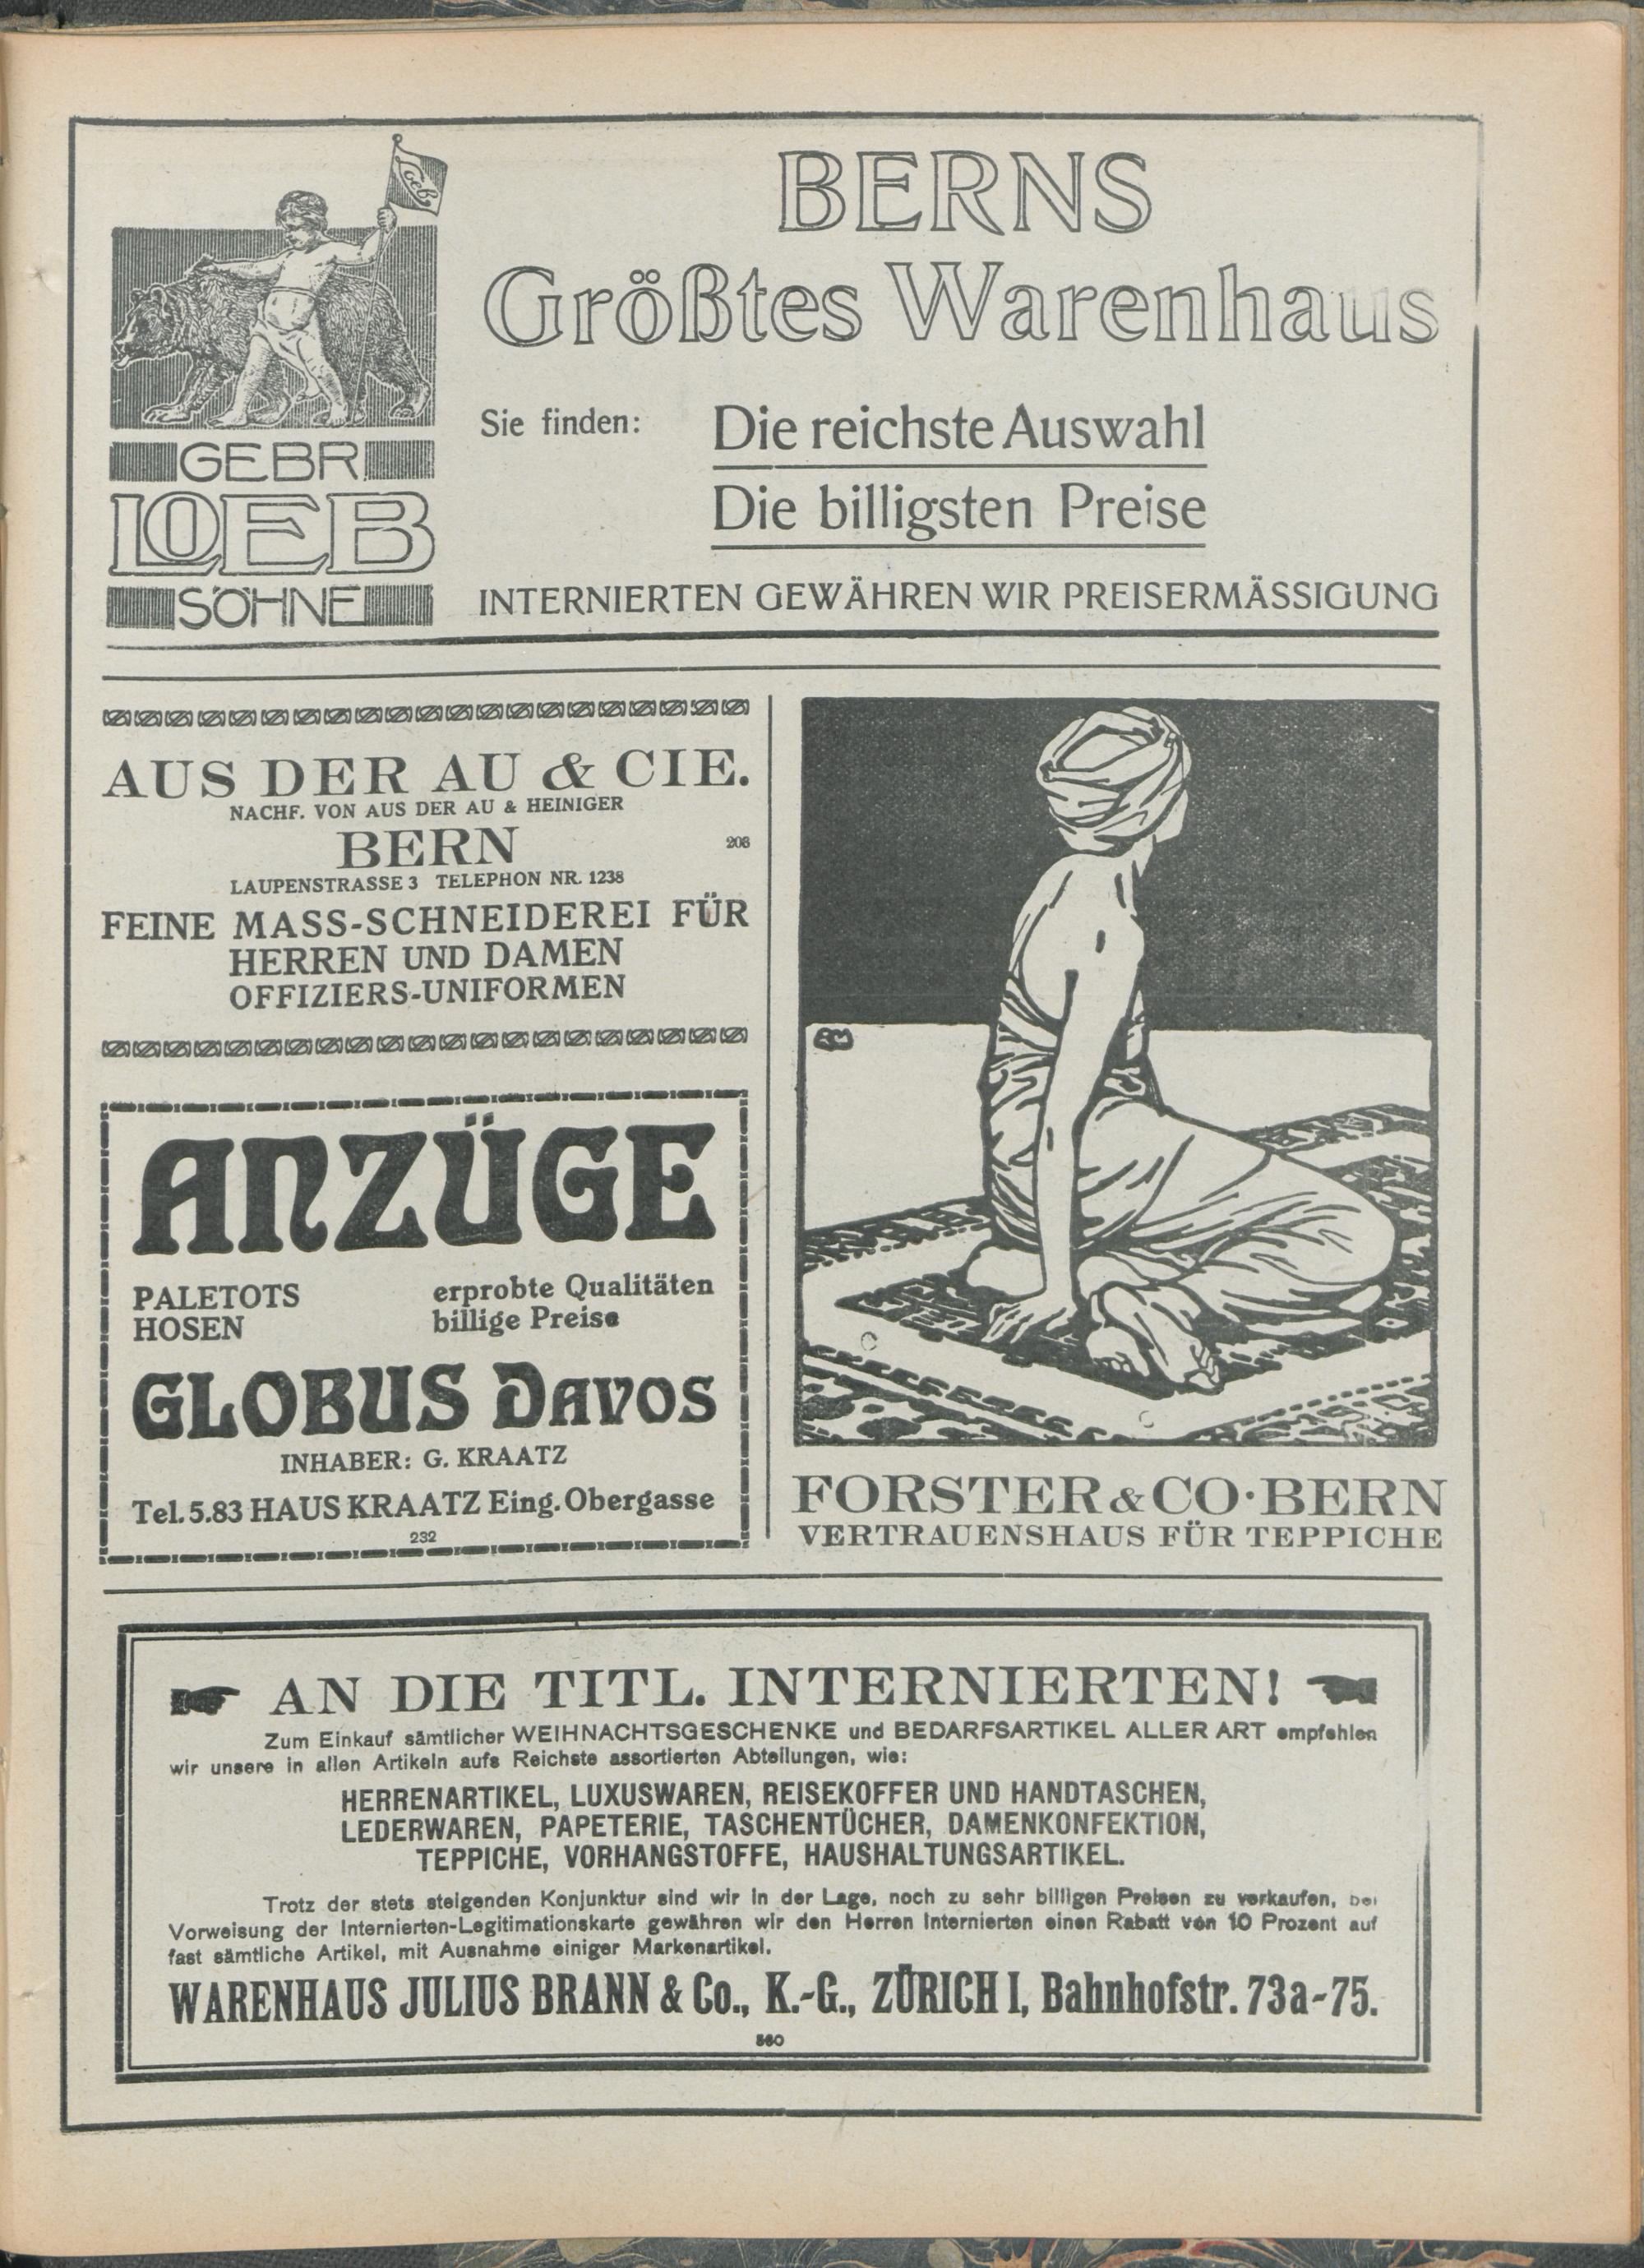 Loeb
BERNS
Größtes Warenhaus
Sie finden: Die reichste Auswahl
Die billigsten Preise
GEBR
LOEB
SÖHNE
INTERNIERTEN GEWÄHREN WIR PREISERMÄSSIGUNG
AUS DER AU & CIE.
NACHF. VON AUS DER AU & HEINIGER
BERN
208
LAUPENSTRASSE 3 TELEPHON NR. 1238
FEINE MASS-SCHNEIDEREI FÜR
HERREN UND DAMEN
OFFIZIERS-UNIFORMEN
ANZÜGE
PALETOTS erprobte Qualitäten
HOSEN billige Preise
GLOBUS DAVOS
INHABER: G. KRAATZ
Tel. 5.83 HAUS KRAATZ Eing. Obergasse
232
FORSTER & CO · BERN
VERTRAUENSHAUS FÜR TEPPICHE
AN DIE TITL. INTERNIERTEN!
Zum Einkauf sämtlicher WEIHNACHTSGESCHENKE und BEDARFSARTIKEL ALLER ART empfehlen
wir unsere in allen Artikeln aufs Reichste assortierten Abteilungen, wie:
HERRENARTIKEL, LUXUSWAREN, REISEKOFFER UND HANDTASCHEN,
LEDERWAREN, PAPETERIE, TASCHENTÜCHER, DAMENKONFEKTION,
TEPPICHE, VORHANGSTOFFE, HAUSHALTUNGSARTIKEL.
Trotz der stets steigenden Konjunktur sind wir in der Lage, noch zu sehr billigen Preisen zu verkaufen, bei
Vorweisung der Internierten-Legitimationskarte gewähren wir den Herren Internierten einen Rabatt von 10 Prozent auf
fast sämtliche Artikel, mit Ausnahme einiger Markenartikel.
WARENHAUS JULIUS BRANN & Co., K.-G., ZÜRICH I, Bahnhofstr. 73a-75.
560